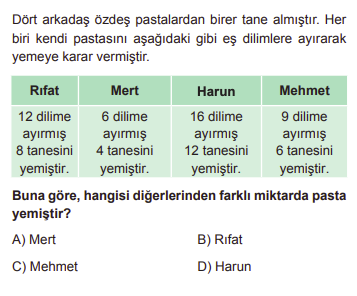 Dört arkadaş özdeş pastalardan birer tane almıştır. Her
biri kendi pastasını aşağıdaki gibi eş dilimlere ayırarak
yemeye karar vermiştir.
Rıfat Mert Harun Mehmet
12 dilime 6 dilime 16 dilime 9 dilime
ayırmış ayırmış ayırmış ayırmış
8 tanesini 4 tanesini 12 tanesini 6 tanesini
yemiştir. yemiştir. yemiştir. yemiştir.
Buna göre, hangisi diğerlerinden farklı miktarda pasta
yemiştir?
A) Mert B) Rıfat
C) Mehmet D) Harun